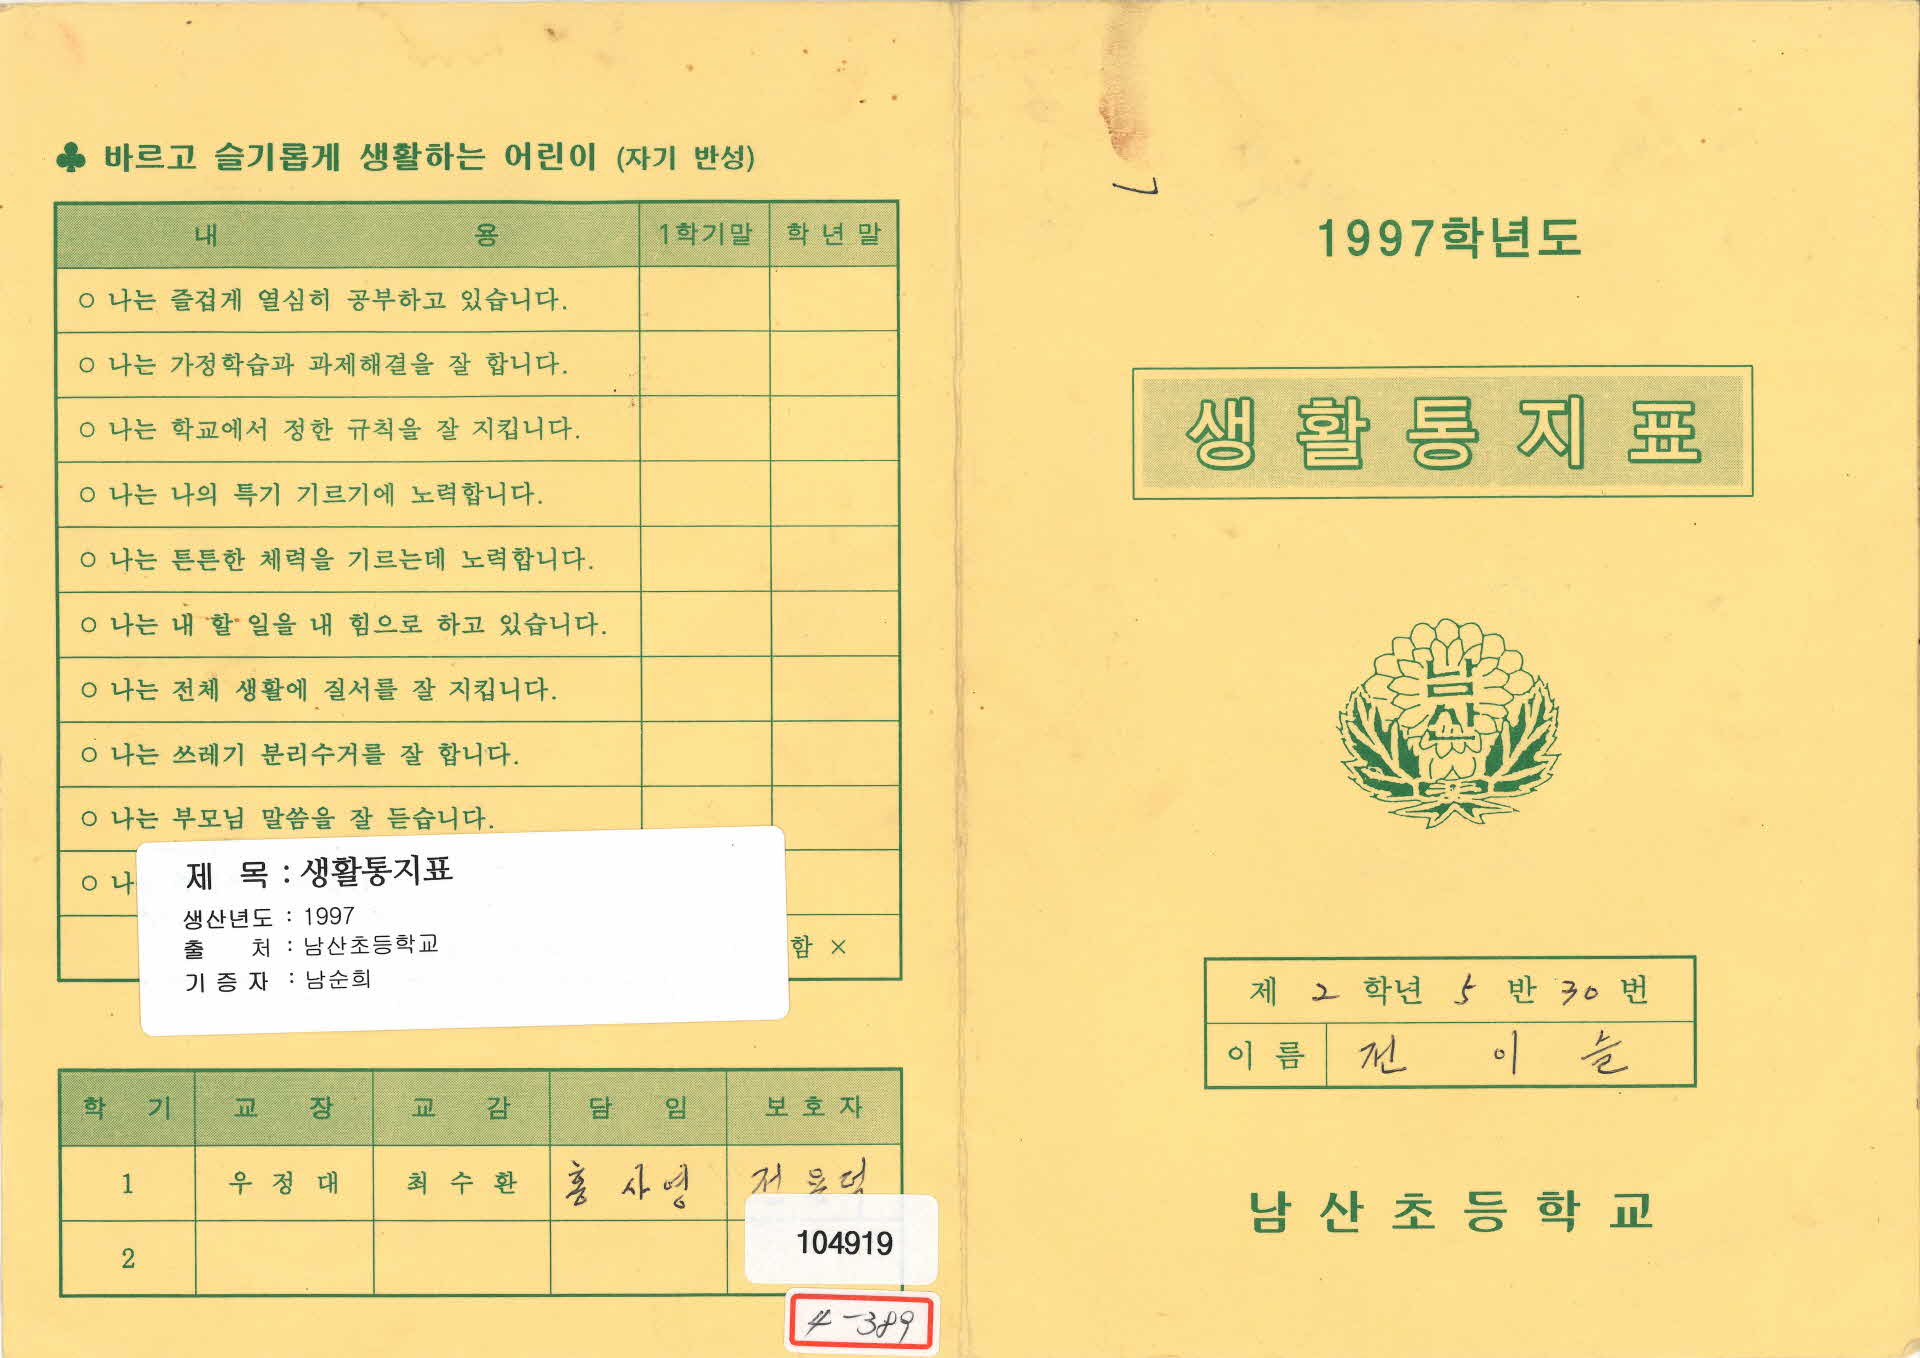 ♣ 바르고 슬기롭게 생활하는 어린이 (자기 반성)
내 용 1학기말 학년말
○ 나는 즐겁게 열심히 공부하고 있습니다.
○ 나는 가정학습과 과제해결을 잘 합니다.
○ 나는 학교에서 정한 규칙을 잘 지킵니다.
○ 나는 나의 특기 기르기에 노력합니다.
○ 나는 튼튼한 체력을 기르는데 노력합니다.
○ 나는 내 할 일을 내 힘으로 하고 있습니다.
○ 나는 전체 생활에 질서를 잘 지킵니다.
○ 나는 쓰레기 분리수거를 잘 합니다.
○ 나는 부모님 말씀을 잘 듣습니다.
○ 나
함 ×
제 목 : 생활통지표
생산년도 : 1997
출 처 : 남산초등학교
기증자 : 남순희
학 기 교 장 교 감 담 임 보호자
1 우정대 최수환 홍사영 전
2
104919
4-389
1997학년도
생활통지표
남산
제 2 학년 5 반 30 번
이름 전이슬
남산초등학교